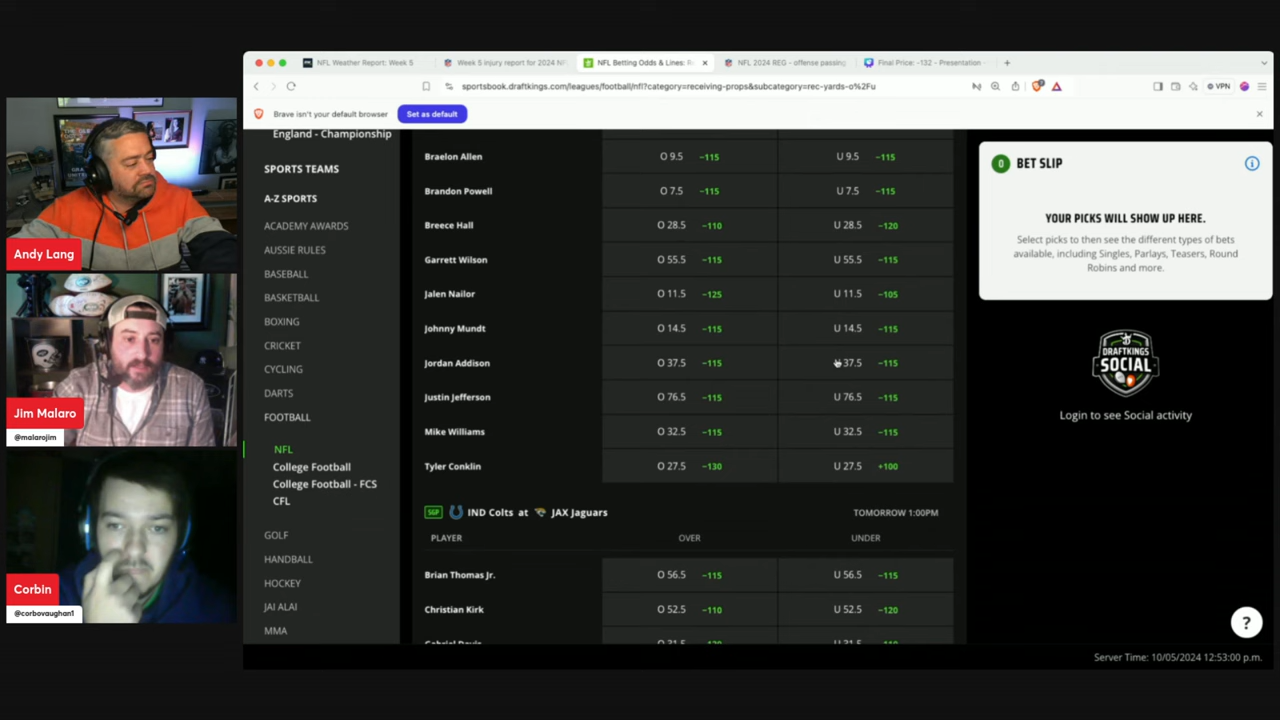 NFL Weather Report: Week 5
Week 5 injury report for 2024 NF
NFL Betting Odds & Lines: R
NFL 2024 REG - offense passing
Final Price: -132 - Presentation
sportsbook.draftkings.com/leagues/football/nfl?category=receiving-props&subcategory=rec-yards-o%2Fu
VPN
Brave isn't your default browser
Set as default
England - Championship
SPORTS TEAMS
A-Z SPORTS
ACADEMY AWARDS
AUSSIE RULES
BASEBALL
BASKETBALL
BOXING
CRICKET
CYCLING
DARTS
FOOTBALL
NFL
College Football
College Football - FCS
CFL
GOLF
HANDBALL
HOCKEY
JAI ALAI
MMA
Braelon Allen O 9.5 -115 U 9.5 -115
Brandon Powell O 7.5 -115 U 7.5 -115
Breece Hall O 28.5 -110 U 28.5 -120
Garrett Wilson O 55.5 -115 U 55.5 -115
Jalen Nailor O 11.5 -125 U 11.5 -105
Johnny Mundt O 14.5 -115 U 14.5 -115
Jordan Addison O 37.5 -115 37.5 -115
Justin Jefferson O 76.5 -115 U 76.5 -115
Mike Williams O 32.5 -115 U 32.5 -115
Tyler Conklin O 27.5 -130 U 27.5 +100
SGP IND Colts at JAX Jaguars TOMORROW 1:00PM
PLAYER OVER UNDER
Brian Thomas Jr. O 56.5 -115 U 56.5 -115
Christian Kirk O 52.5 -110 U 52.5 -120
0 BET SLIP
YOUR PICKS WILL SHOW UP HERE.
Select picks to then see the different types of bets
available, including Singles, Parlays, Teasers, Round
Robins and more.
DRAFTKINGS
SOCIAL
Login to see Social activity
?
Server Time: 10/05/2024 12:53:00 p.m.
Andy Lang
Jim Malaro
@malarojim
Corbin
@corbovaughan1